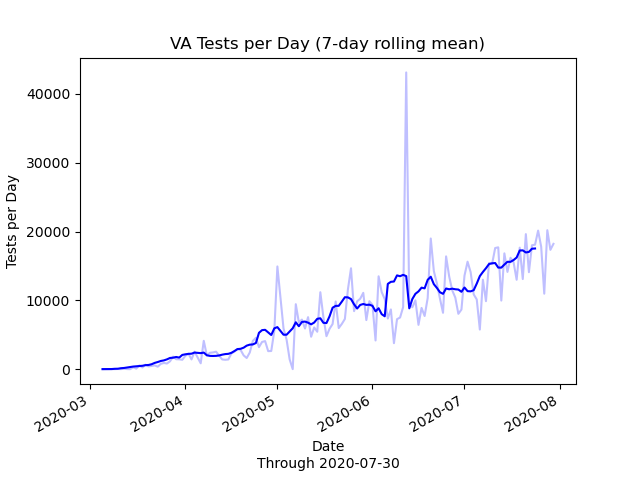 VA Tests per Day (7-day rolling mean)
40000
30000
20000
10000
0
Tests per Day
2020-03
2020-04
2020-05
2020-06
2020-07
2020-08
Date
Through 2020-07-30